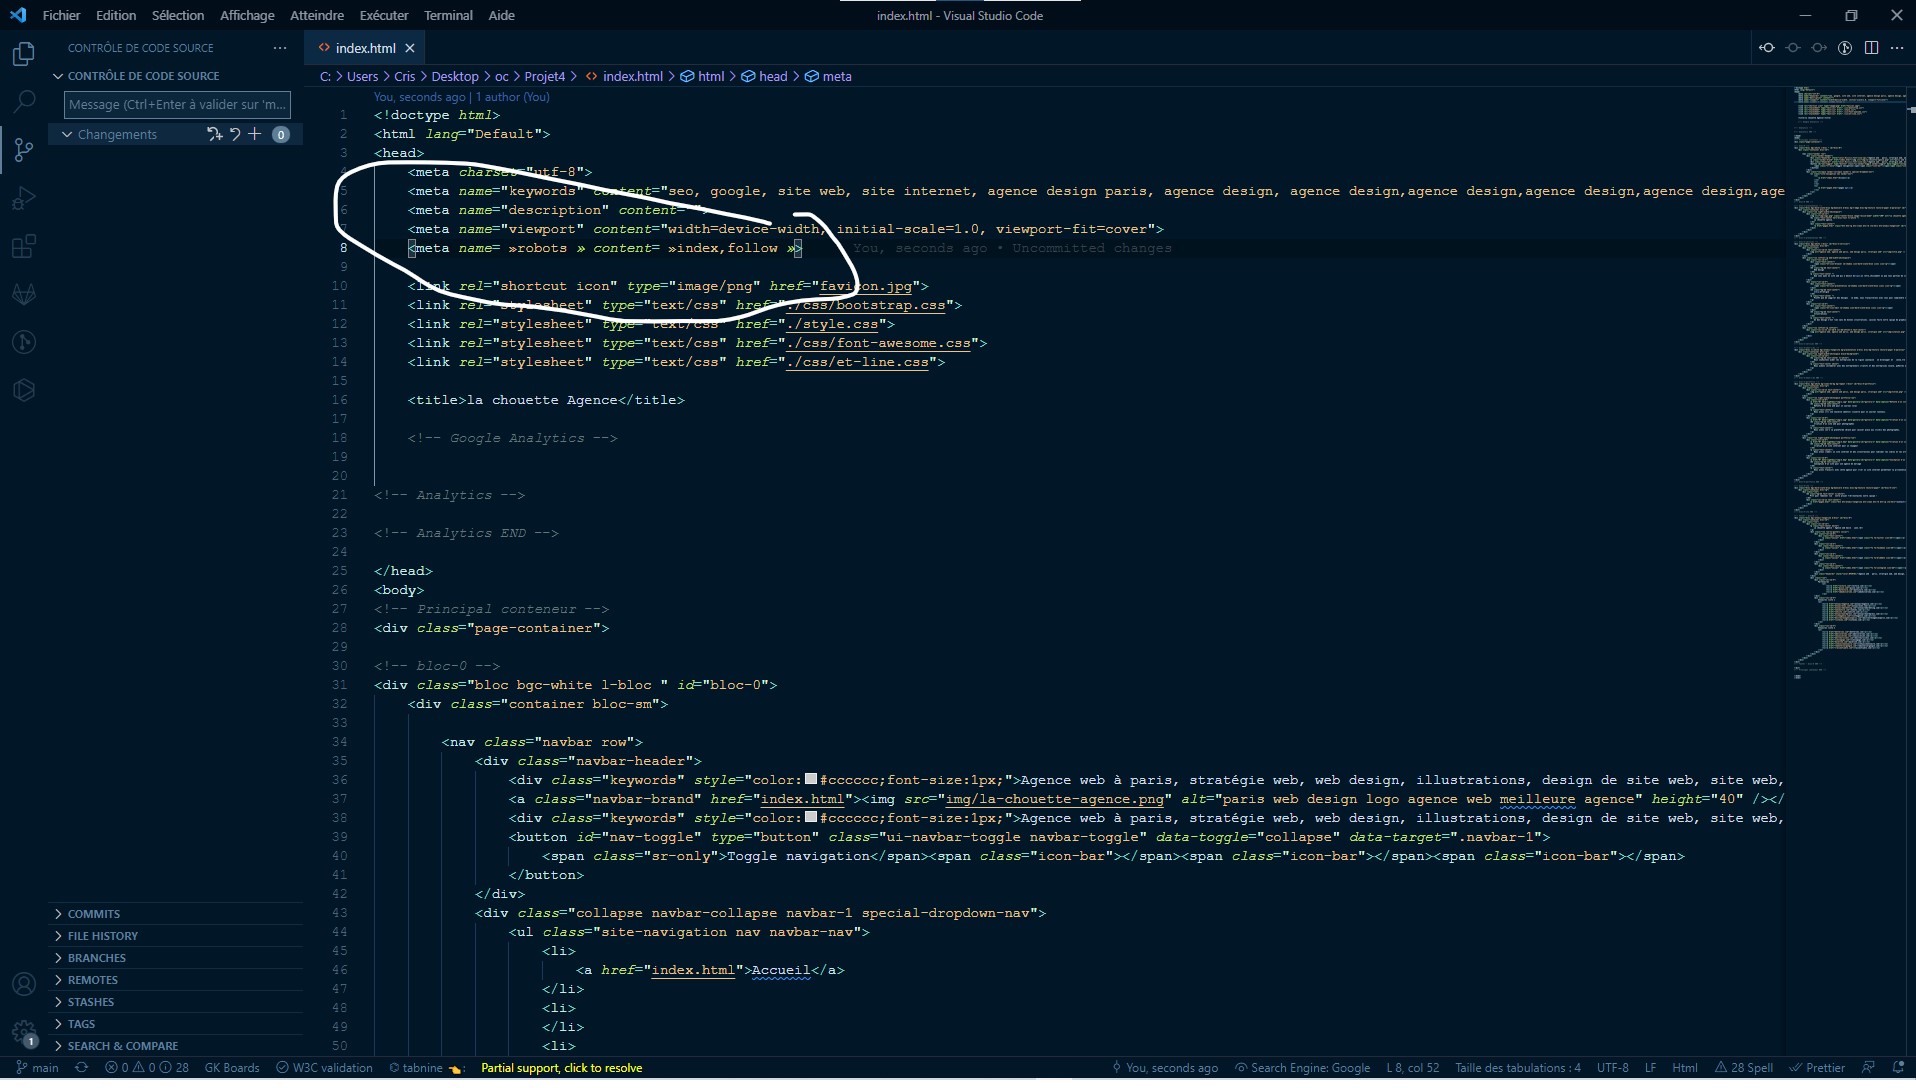 Fichier Edition Sélection Affichage Atteindre Exécuter Terminal Aide
index.html - Visual Studio Code
CONTRÔLE DE CODE SOURCE
CONTRÔLE DE CODE SOURCE
Message (Ctrl+Enter à valider sur 'm...
Changements 0
index.html
C: > Users > Cris > Desktop > oc > Projet4 > index.html > html > head > meta
You, seconds ago | 1 author (You)
1 <!doctype html>
2 <html lang="Default">
3 <head>
4 <meta charset="utf-8">
5 <meta name="keywords" content="seo, google, site web, site internet, agence design paris, agence design, agence design,agence design,agence design,agence design,age
6 <meta name="description" content="">
7 <meta name="viewport" content="width=device-width, initial-scale=1.0, viewport-fit=cover">
8 <meta name= »robots » content= »index,follow »> You, seconds ago • Uncommitted changes
9
10 <link rel="shortcut icon" type="image/png" href="favicon.jpg">
11 <link rel="stylesheet" type="text/css" href="./css/bootstrap.css">
12 <link rel="stylesheet" type="text/css" href="./style.css">
13 <link rel="stylesheet" type="text/css" href="./css/font-awesome.css">
14 <link rel="stylesheet" type="text/css" href="./css/et-line.css">
15
16 <title>la chouette Agence</title>
17
18 <!-- Google Analytics -->
19
20
21 <!-- Analytics -->
22
23 <!-- Analytics END -->
24
25 </head>
26 <body>
27 <!-- Principal conteneur -->
28 <div class="page-container">
29
30 <!-- bloc-0 -->
31 <div class="bloc bgc-white l-bloc " id="bloc-0">
32 <div class="container bloc-sm">
33
34 <nav class="navbar row">
35 <div class="navbar-header">
36 <div class="keywords" style="color:#cccccc;font-size:1px;">Agence web à paris, stratégie web, web design, illustrations, design de site web, site web,
37 <a class="navbar-brand" href="index.html"><img src="img/la-chouette-agence.png" alt="paris web design logo agence web meilleure agence" height="40" /></
38 <div class="keywords" style="color:#cccccc;font-size:1px;">Agence web à paris, stratégie web, web design, illustrations, design de site web, site web,
39 <button id="nav-toggle" type="button" class="ui-navbar-toggle navbar-toggle" data-toggle="collapse" data-target=".navbar-1">
40 <span class="sr-only">Toggle navigation</span><span class="icon-bar"></span><span class="icon-bar"></span><span class="icon-bar"></span>
41 </button>
42 </div>
43 <div class="collapse navbar-collapse navbar-1 special-dropdown-nav">
44 <ul class="site-navigation nav navbar-nav">
45 <li>
46 <a href="index.html">Accueil</a>
47 </li>
48 <li>
49 </li>
50 <li>
COMMITS
FILE HISTORY
BRANCHES
REMOTES
STASHES
TAGS
SEARCH & COMPARE
1
main 0 0 28 GK Boards W3C validation tabnine : Partial support, click to resolve You, seconds ago Search Engine: Google L 8, col 52 Taille des tabulations : 4 UTF-8 LF Html 28 Spell Prettier